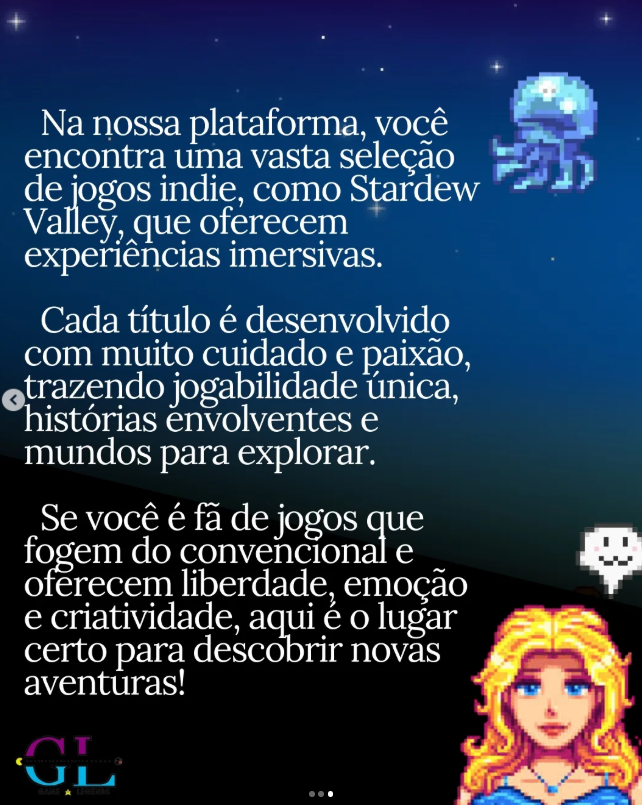 Na nossa plataforma, você
encontra uma vasta seleção
de jogos indie, como Stardew
Valley, que oferecem
experiências imersivas.
Cada título é desenvolvido
com muito cuidado e paixão,
trazendo jogabilidade única,
histórias envolventes e
mundos para explorar.
Se você é fã de jogos que
fogem do convencional e
oferecem liberdade, emoção
e criatividade, aqui é o lugar
certo para descobrir novas
aventuras!
GL